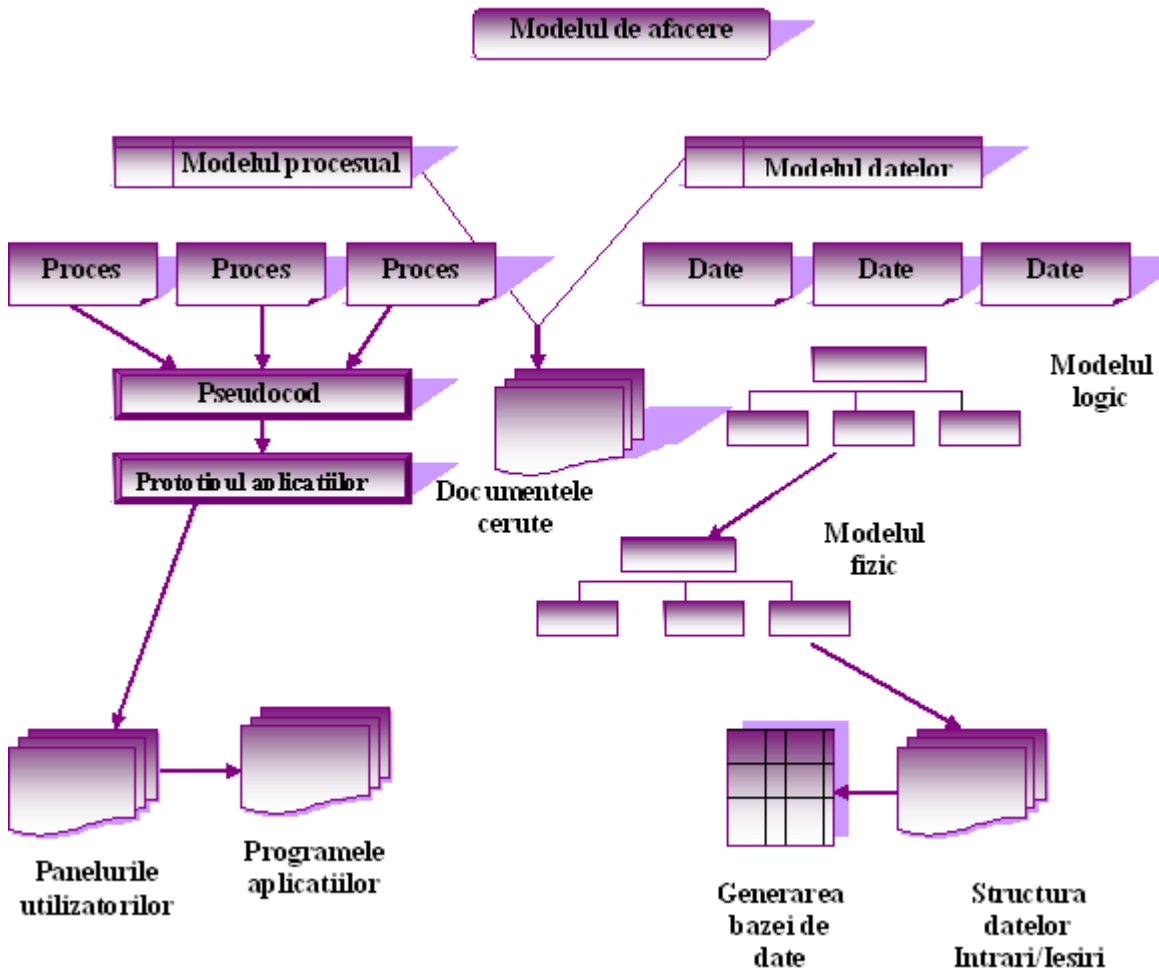 Modelul de afacere
Modelul procesual
Modelul datelor
Proces
Proces
Proces
Date
Date
Date
Modelul
logic
Pseudocod
Prototipul aplicatiilor
Documentele
cerute
Modelul
fizic
Panelurile
utilizatorilor
Programele
aplicatiilor
Generarea
bazei de
date
Structura
datelor
Intrari/Iesiri